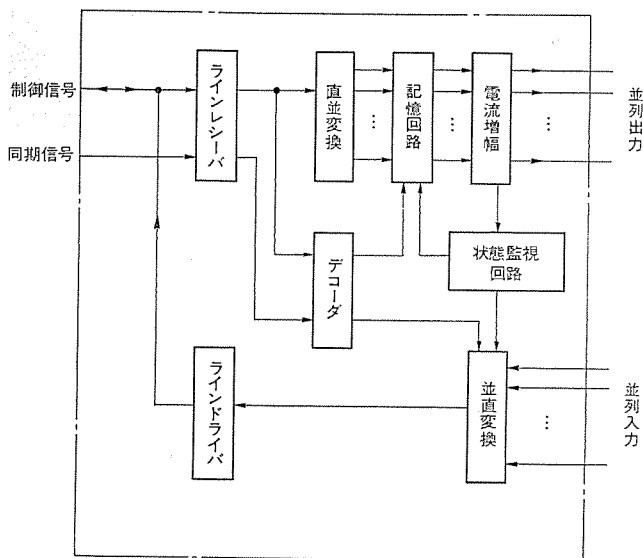 制御信号
同期信号
ラインレシーバ
直並変換
記憶回路
電流増幅
並列出力
…
…
…
デコーダ
状態監視
回路
ラインドライバ
並直変換
並列入力
…